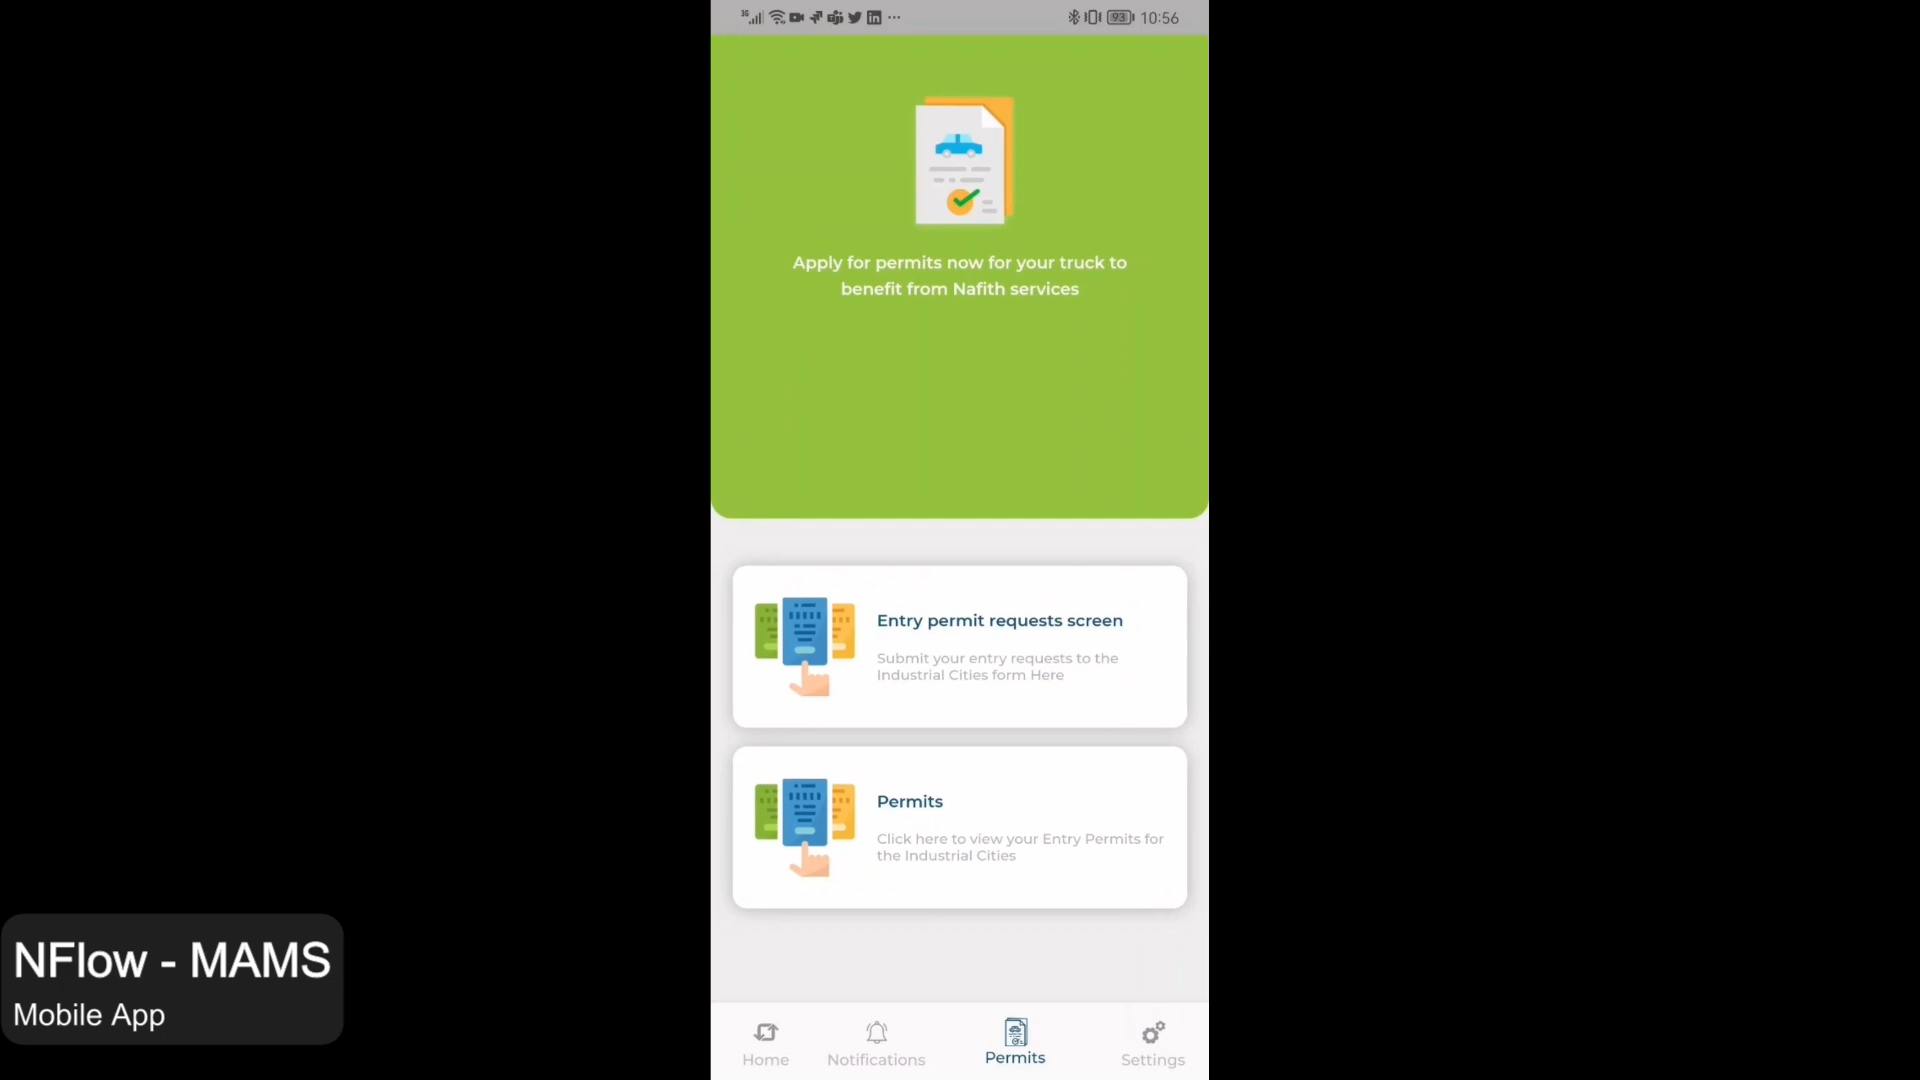 3G
93 10:56
Apply for permits now for your truck to
benefit from Nafith services
Entry permit requests screen
Submit your entry requests to the
Industrial Cities form Here
Permits
Click here to view your Entry Permits for
the Industrial Cities
NFlow - MAMS
Mobile App
Home Notifications Permits Settings